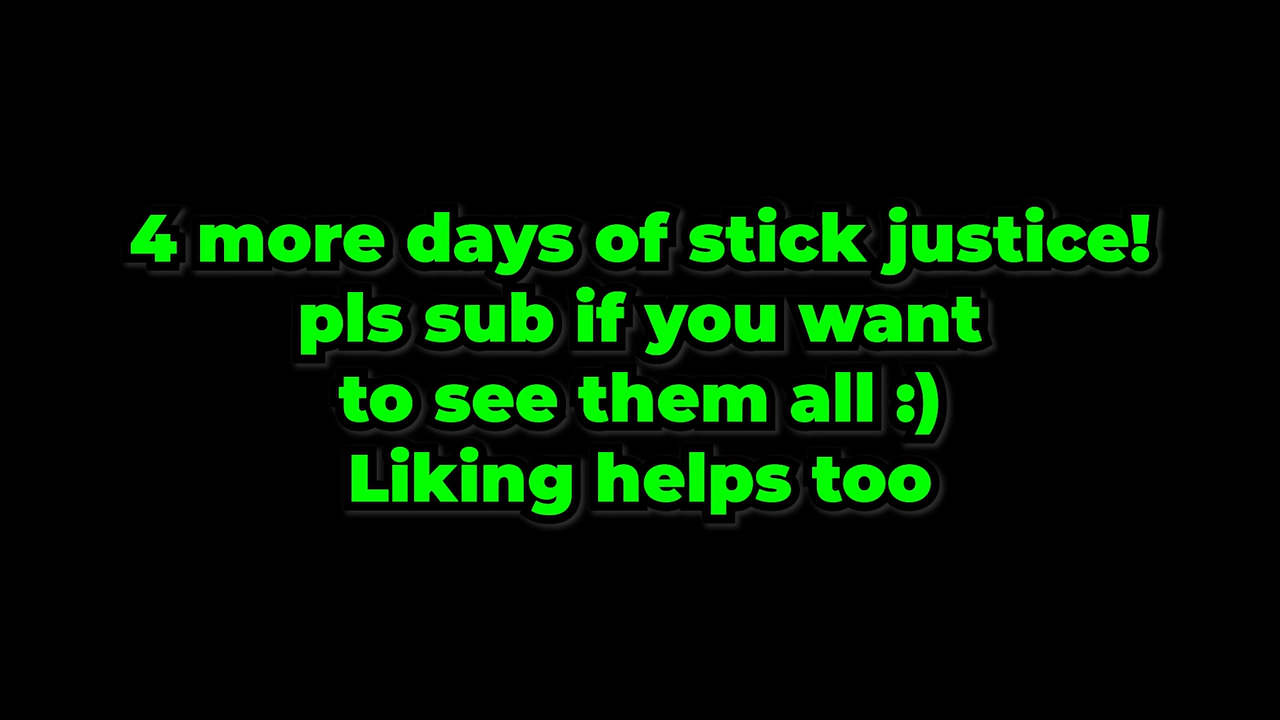 4 more days of stick justice!
pls sub if you want
to see them all :)
Liking helps too